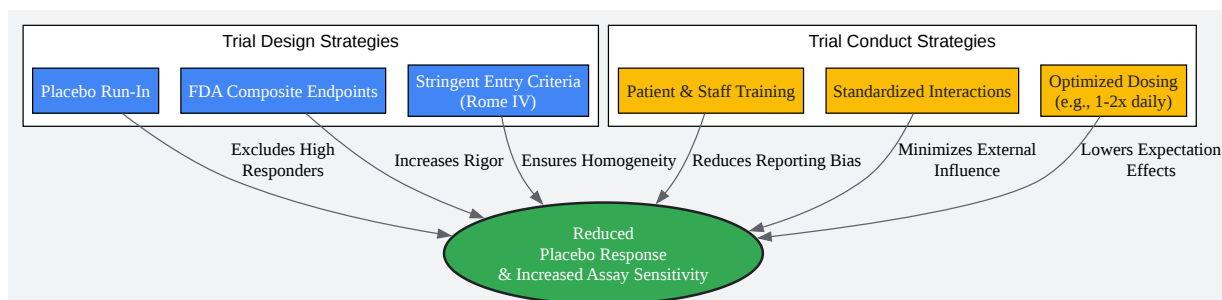 Trial Design Strategies
Trial Conduct Strategies
Placebo Run-In
FDA Composite Endpoints
Stringent Entry Criteria
(Rome IV)
Patient & Staff Training
Standardized Interactions
Optimized Dosing
(e.g., 1-2x daily)
Excludes High
Responders
Increases Rigor
Ensures Homogeneity
Reduces Reporting Bias
Minimizes External
Influence
Lowers Expectation
Effects
Reduced
Placebo Response
& Increased Assay Sensitivity